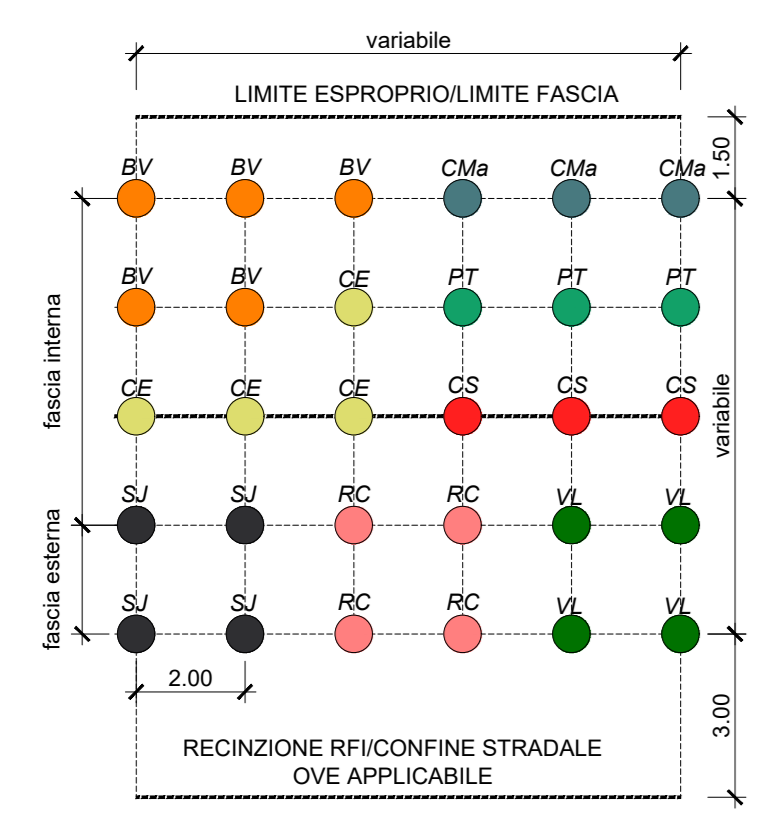 variabile
LIMITE ESPROPRIO/LIMITE FASCIA
1.50
BV BV BV CMa CMa CMa
BV BV CE PT PT PT
fascia interna
CE CE CE CS CS CS
variabile
SJ SJ RC RC VL VL
fascia esterna
SJ SJ RC RC VL VL
2.00
3.00
RECINZIONE RFI/CONFINE STRADALE
OVE APPLICABILE